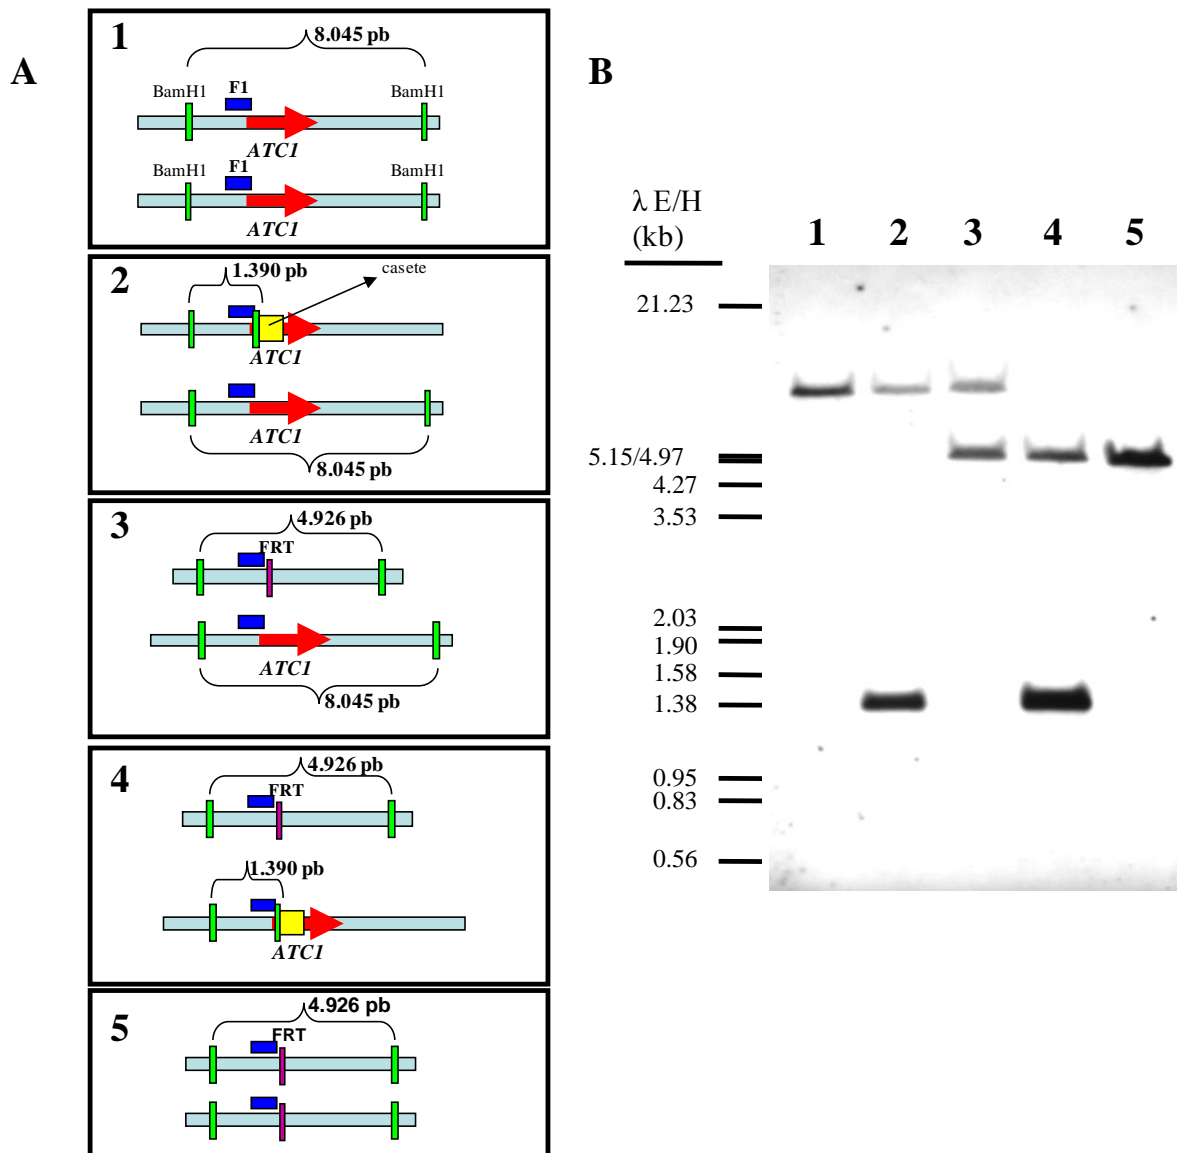 A
1
8.045 pb
BamH1
F1
BamH1
ATC1
BamH1
F1
BamH1
ATC1
2
1.390 pb
casete
ATC1
ATC1
8.045 pb
3
4.926 pb
FRT
ATC1
8.045 pb
4
4.926 pb
FRT
1.390 pb
ATC1
5
4.926 pb
FRT
B
λ E/H
(kb)
1 2 3 4 5
21.23
5.15/4.97
4.27
3.53
2.03
1.90
1.58
1.38
0.95
0.83
0.56